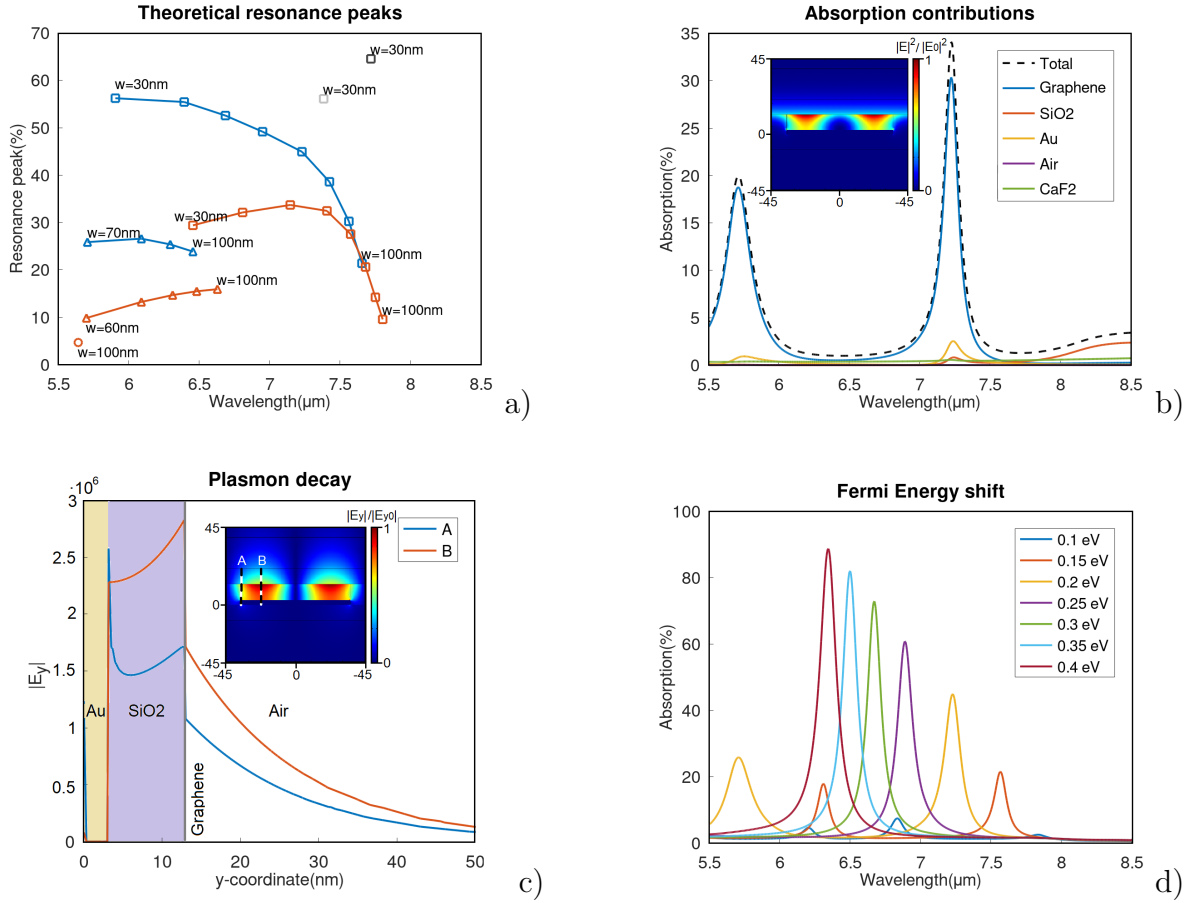 Theoretical resonance peaks
70
60
50
40
30
20
10
0
Resonance peak(%)
w=30nm
w=30nm
w=30nm
w=30nm
w=70nm
w=100nm
w=100nm
w=100nm
w=100nm
w=60nm
w=100nm
5.5 6 6.5 7 7.5 8 8.5
Wavelength(μm)
a)
Absorption contributions
35
30
25
20
15
10
5
0
Absorption(%)
|E|²/|E0|²
45
0
-45
-45 0 -45
1
0
Total
Graphene
SiO2
Au
Air
CaF2
5.5 6 6.5 7 7.5 8 8.5
Wavelength(μm)
b)
Plasmon decay
·10⁶
3
2.5
2
1.5
1
0.5
0
|Ey|
|Ey|/|Ey0|
45
0
-45
-45 0 -45
1
0
A B
A
B
Au
SiO2
Air
Graphene
0 10 20 30 40 50
y-coordinate(nm)
c)
Fermi Energy shift
100
80
60
40
20
0
Absorption(%)
0.1 eV
0.15 eV
0.2 eV
0.25 eV
0.3 eV
0.35 eV
0.4 eV
5.5 6 6.5 7 7.5 8 8.5
Wavelength(μm)
d)